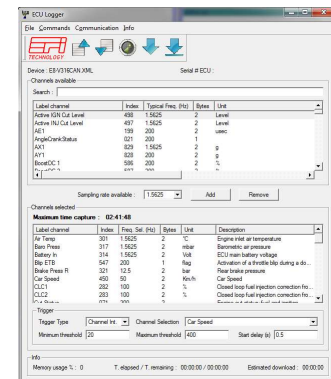 ECU Logger
File Commands Communication Info
EFI
TECHNOLOGY
Device : E8-V316CAN.XML Serial # ECU :
Channels available
Search :
Label channel Index Typical Freq. (Hz) Bytes Unit
Active IGN Cut Level 498 1.5625 2 Level
Active INJ Cut Level 497 1.5625 2 Level
AE1 199 200 2 usec
AngleCrankStatus 021 200 1
AX1 829 1.5625 2 g
AY1 828 200 2 g
BoostDC 1 586 200 2 %
Sampling rate available : 1.5625 Add Remove
Channels selected
Maximum time capture : 02:41:48
Label channel Index Freq. Sel. (Hz) Bytes Unit Description
Air Temp 301 1.5625 2 °C Engine inlet air temperature
Baro Press 317 1.5625 2 mbar Barometric air pressure
Battery In 314 1.5625 2 Volt ECU main battery voltage
Blip ETB 547 200 1 flag Activation of a throttle blip during a do...
Brake Press R 321 12.5 2 bar Rear brake pressure
Car Speed 450 50 2 Km/h Car Speed
CLC1 282 100 2 % Closed loop fuel injection correction fro...
CLC2 283 100 2 % Closed loop fuel injection correction fro...
Trigger
Trigger Type Channel Int. Channel Selection Car Speed
Minimum threshold 20 Maximum threshold 400 Start delay (s) 0.5
Info
Memory usage % : 0 T. elapsed / T. remaining : 00:00:00 / 00:00:00 Estimated download : 00:00:00